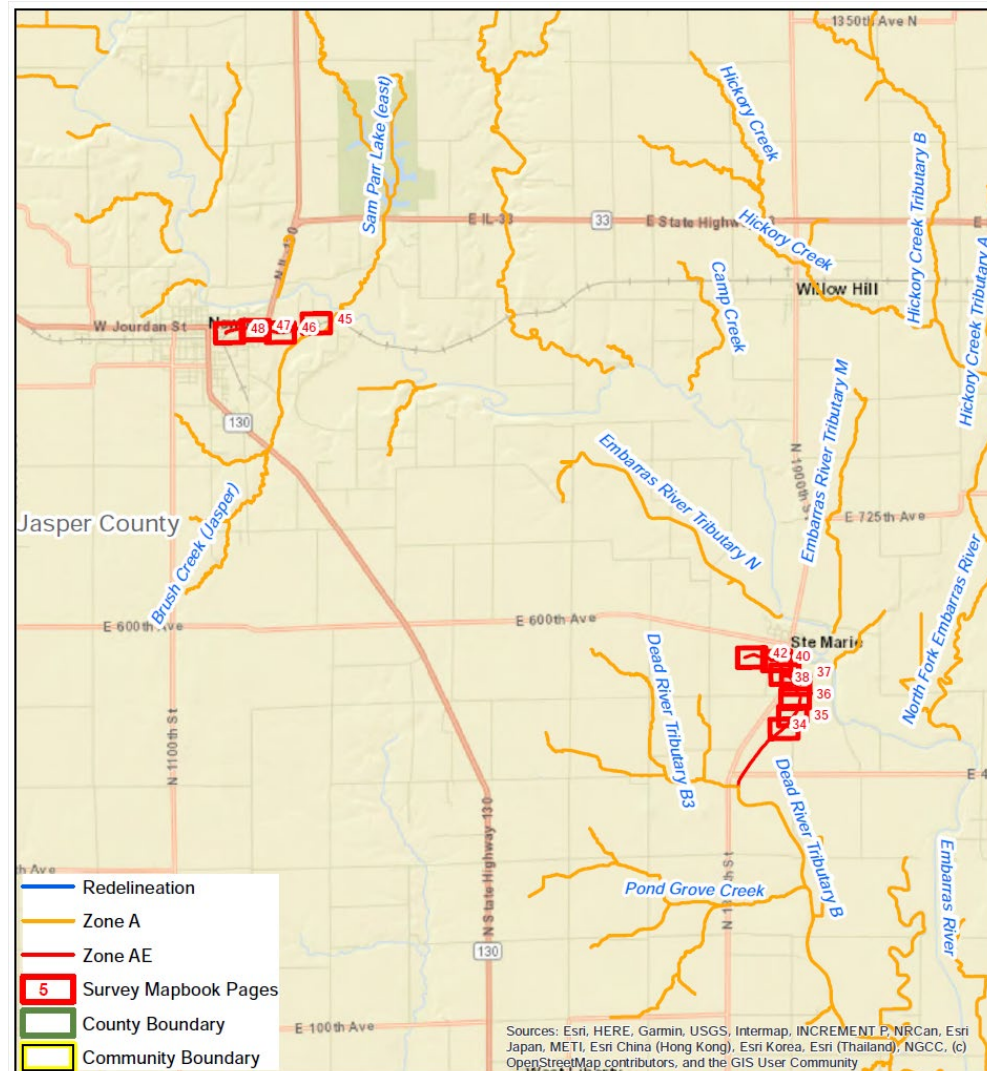 1350th Ave N
Hickory Creek
Sam Parr Lake (east)
Hickory Creek Tributary B
E IL-33
33
E State Highway
Hickory Creek
Hickory Creek Tributary A
Camp Creek
Willow Hill
W Jourdan St
48
47
46
45
130
N 1900th St
Embarras River Tributary M
Embarras River Tributary N
E 725th Ave
Jasper County
Brush Creek (Jasper)
E 600th Ave
E 600th Ave
Ste Marie
42
40
38
37
36
35
34
Dead River Tributary B3
North Fork Embarras River
N 1100th St
Dead River Tributary B
N State Highway 130
Pond Grove Creek
Embarras River
130
E 100th Ave
Redelineation
Zone A
Zone AE
5 Survey Mapbook Pages
County Boundary
Community Boundary
Sources: Esri, HERE, Garmin, USGS, Intermap, INCREMENT P, NRCan, Esri
Japan, METI, Esri China (Hong Kong), Esri Korea, Esri (Thailand), NGCC, (c)
OpenStreetMap contributors, and the GIS User Community